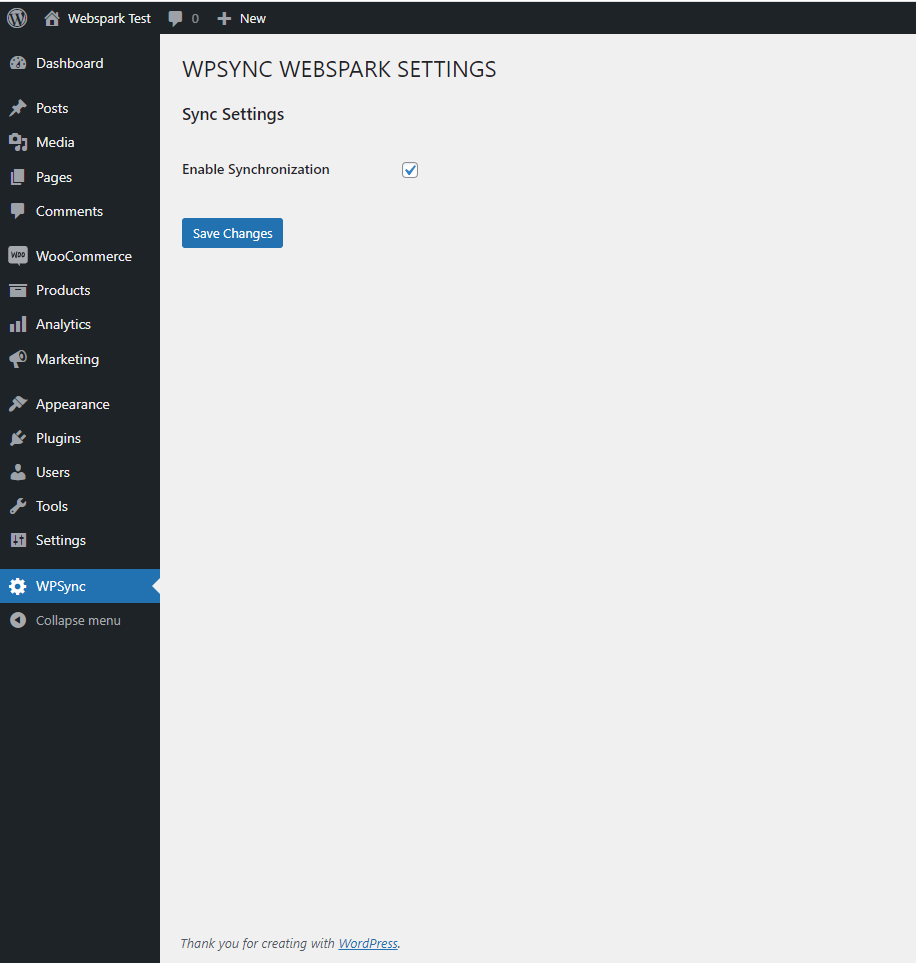 Webspark Test 0 New
Dashboard
Posts
Media
Pages
Comments
WooCommerce
Products
Analytics
Marketing
Appearance
Plugins
Users
Tools
Settings
WPSync
Collapse menu
WPSYNC WEBSPARK SETTINGS
Sync Settings
Enable Synchronization
Save Changes
Thank you for creating with WordPress.